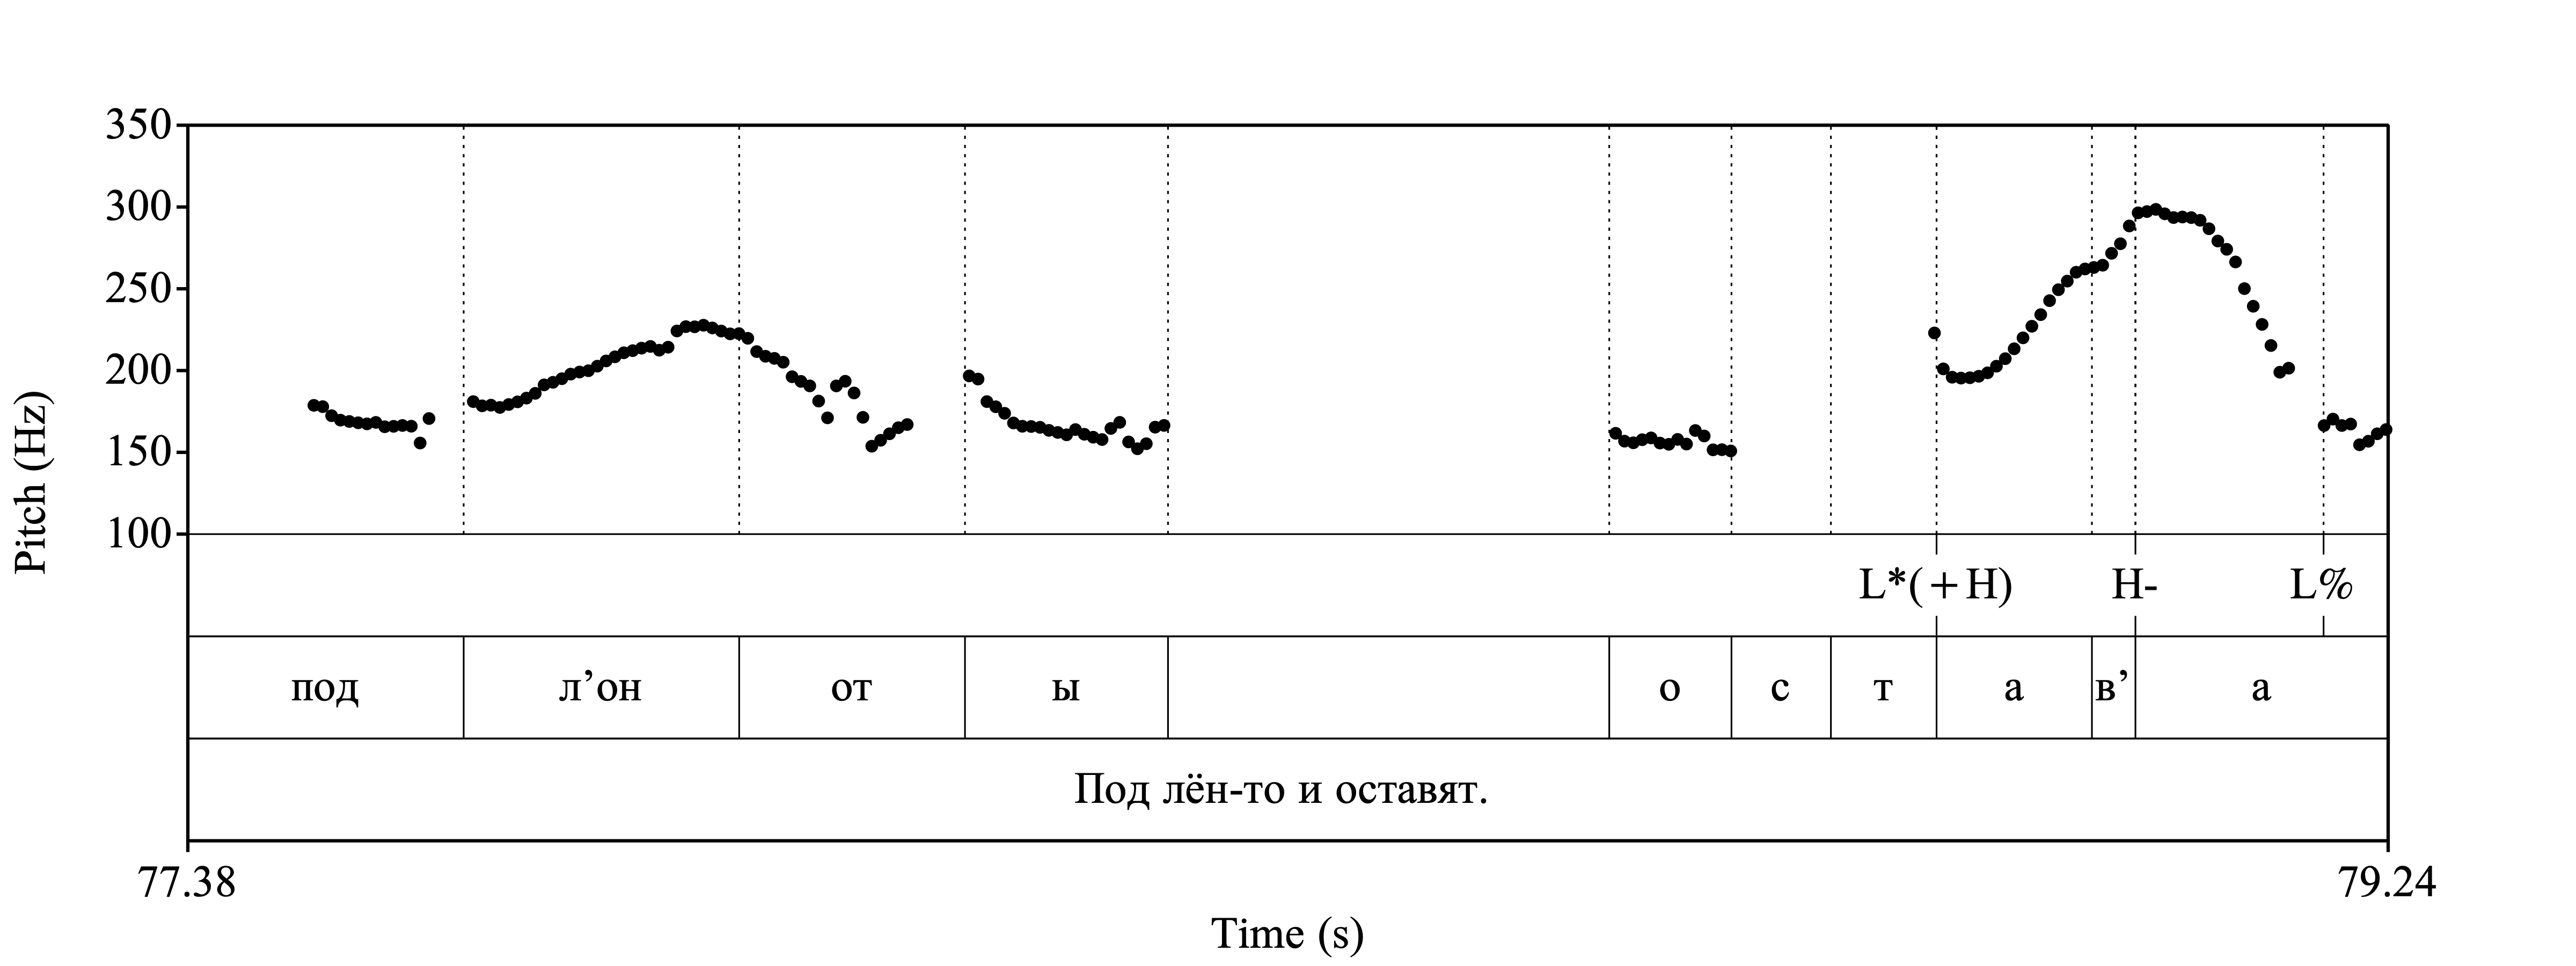 350
300
250
200
150
100
Pitch (Hz)
L*(+H) H- L%
под л’он от ы о с т а в’ а
Под лён-то и оставят.
77.38 79.24
Time (s)